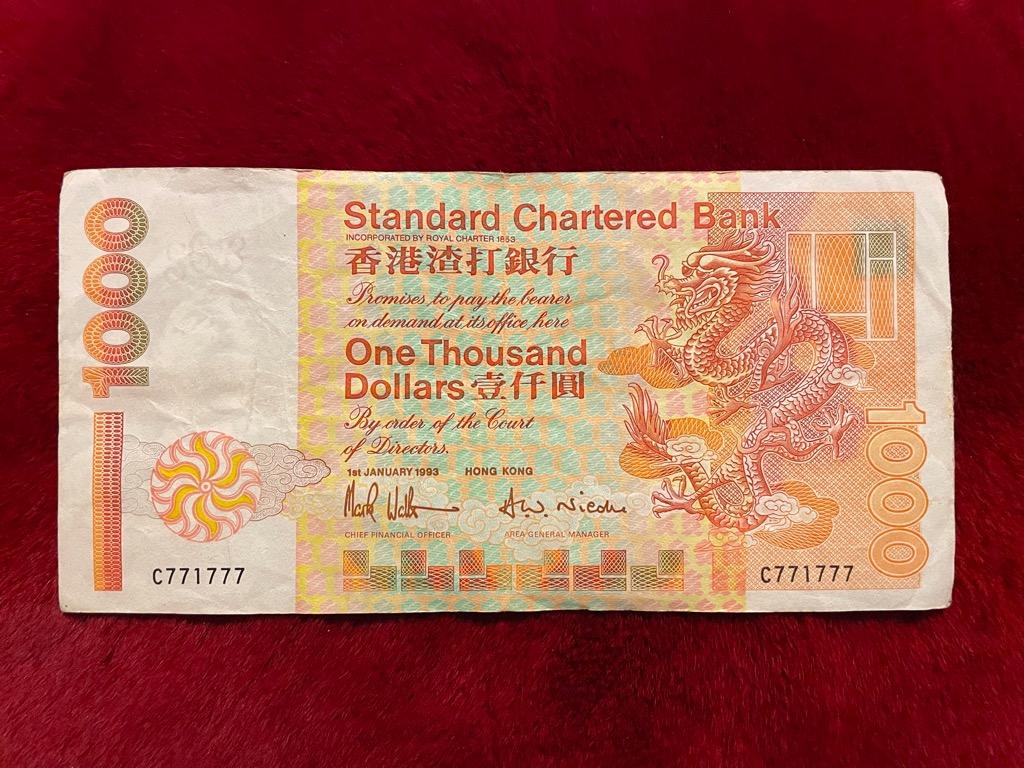 1000
Standard Chartered Bank
INCORPORATED BY ROYAL CHARTER 1853
香港渣打銀行
Promises to pay the bearer
on demand at its office here
One Thousand
Dollars 壹仟圓
By order of the Court
of Directors.
1st JANUARY 1993 HONG KONG
CHIEF FINANCIAL OFFICER AREA GENERAL MANAGER
C771777
C771777
1000